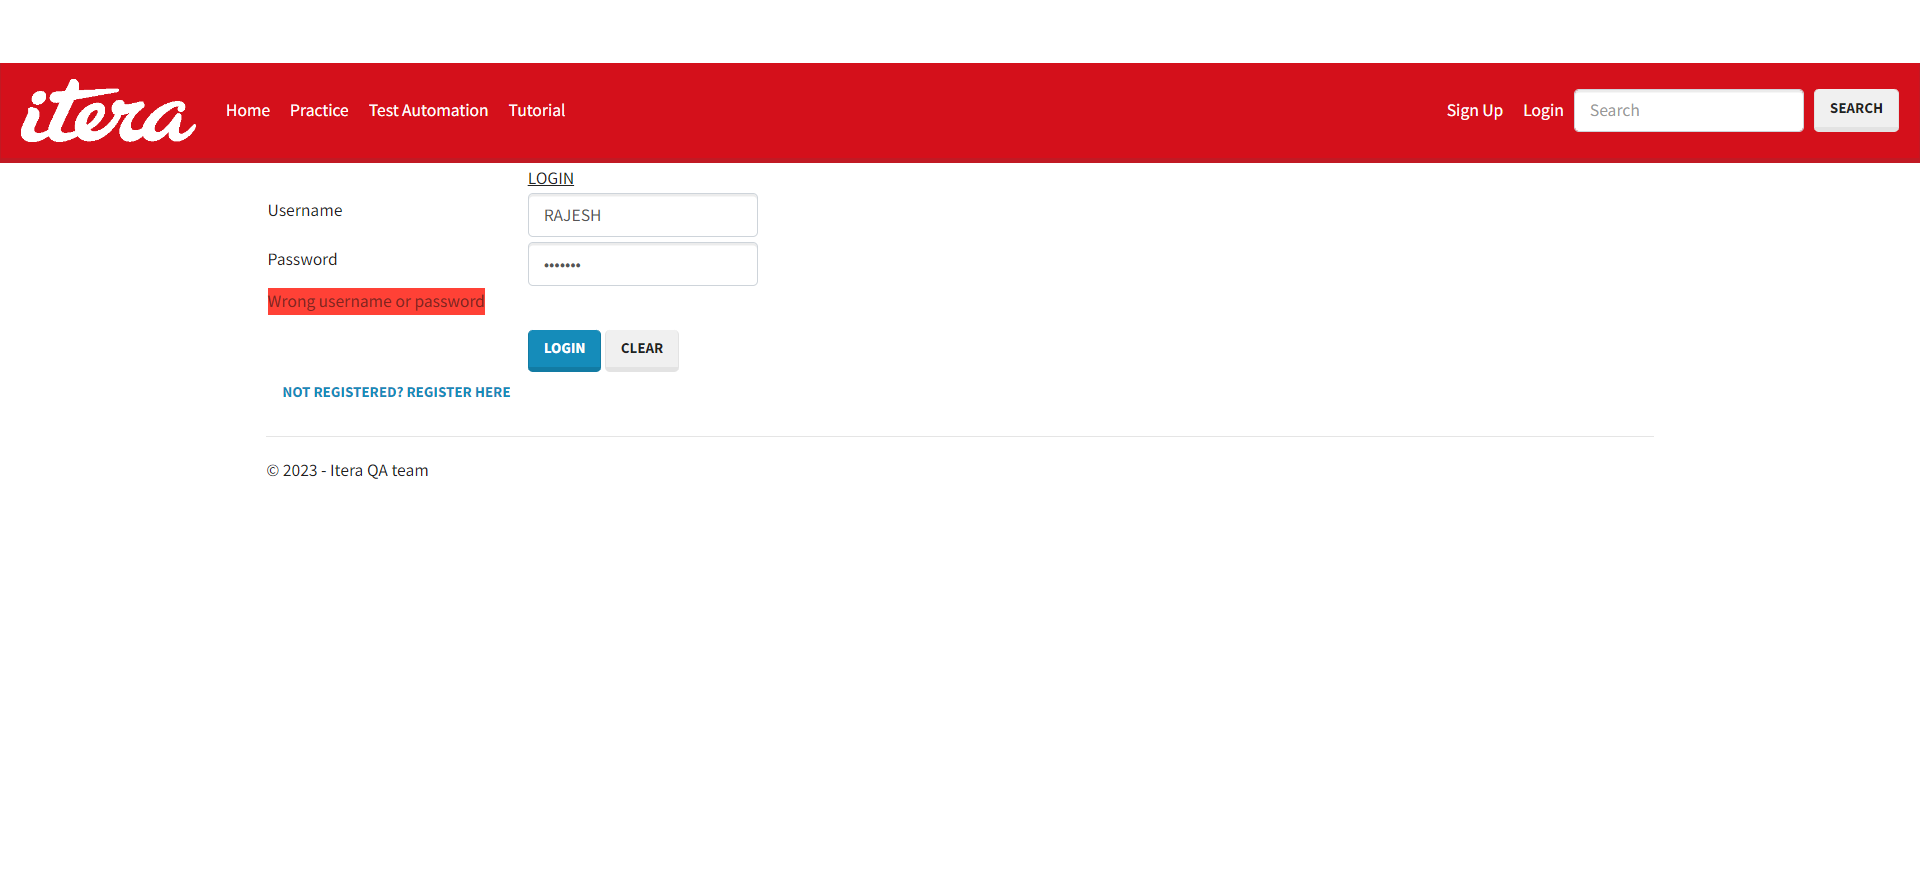 itera Home Practice Test Automation Tutorial Sign Up Login Search SEARCH
LOGIN
Username RAJESH
Password •••••••
Wrong username or password
LOGIN CLEAR
NOT REGISTERED? REGISTER HERE
© 2023 - Itera QA team